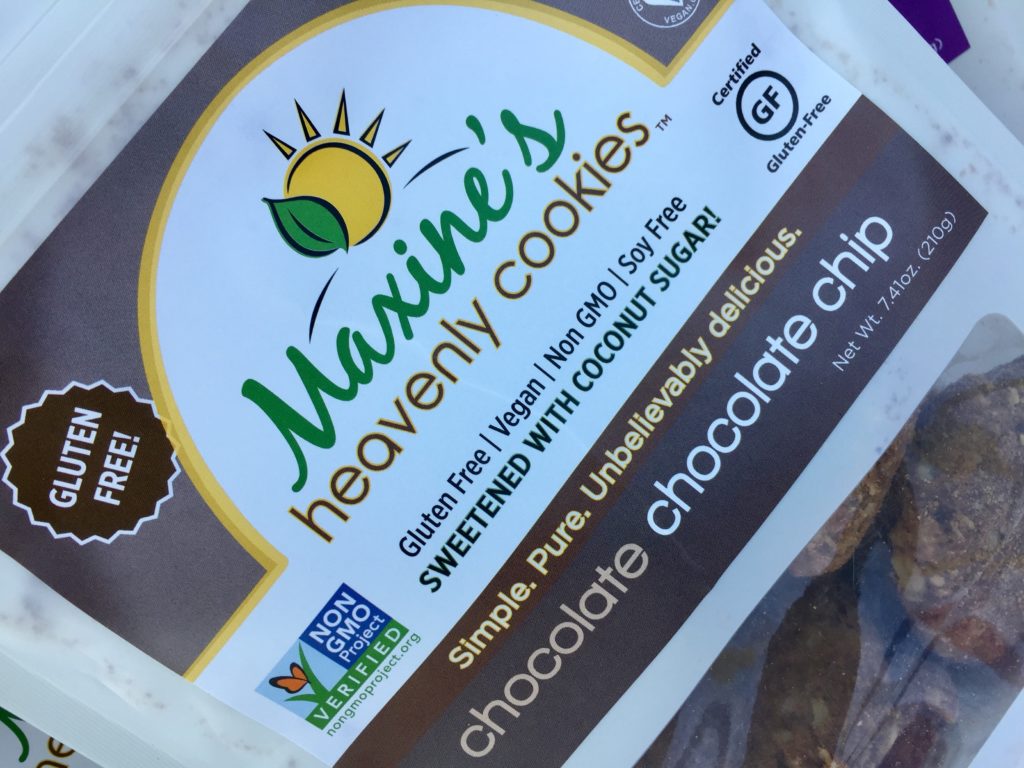 VEGAN
Certified
GF
Gluten-Free
Maxine's
heavenly cookies™
GLUTEN
FREE!
Gluten Free | Vegan | Non GMO | Soy Free
SWEETENED WITH COCONUT SUGAR!
NON
GMO
Project
VERIFIED
nongmoproject.org
Simple. Pure. Unbelievably delicious.
chocolate chocolate chip
Net Wt. 7.41oz. (210g)